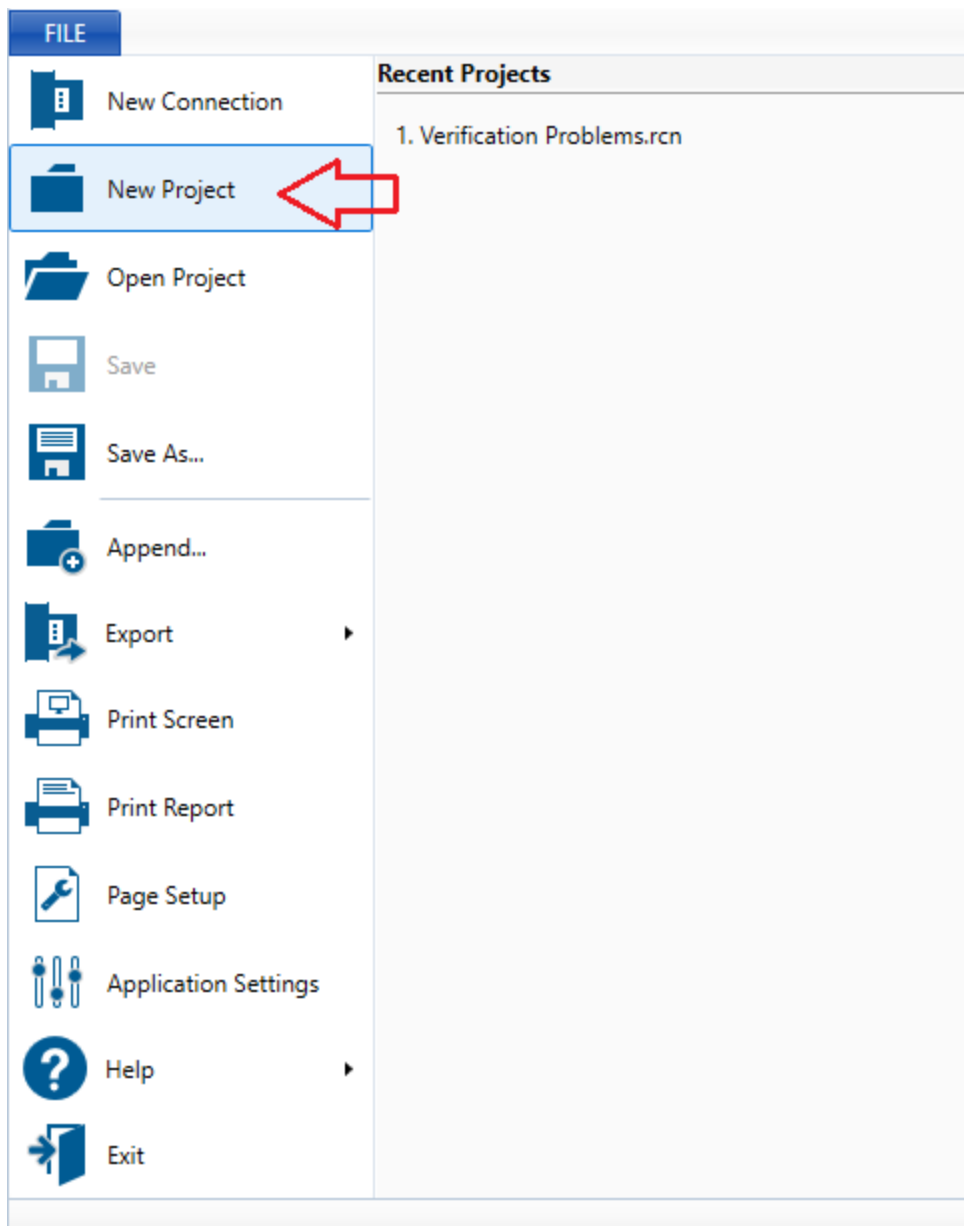 FILE
New Connection
New Project
Open Project
Save
Save As...
Append...
Export
Print Screen
Print Report
Page Setup
Application Settings
Help
Exit
Recent Projects
1. Verification Problems.rcn